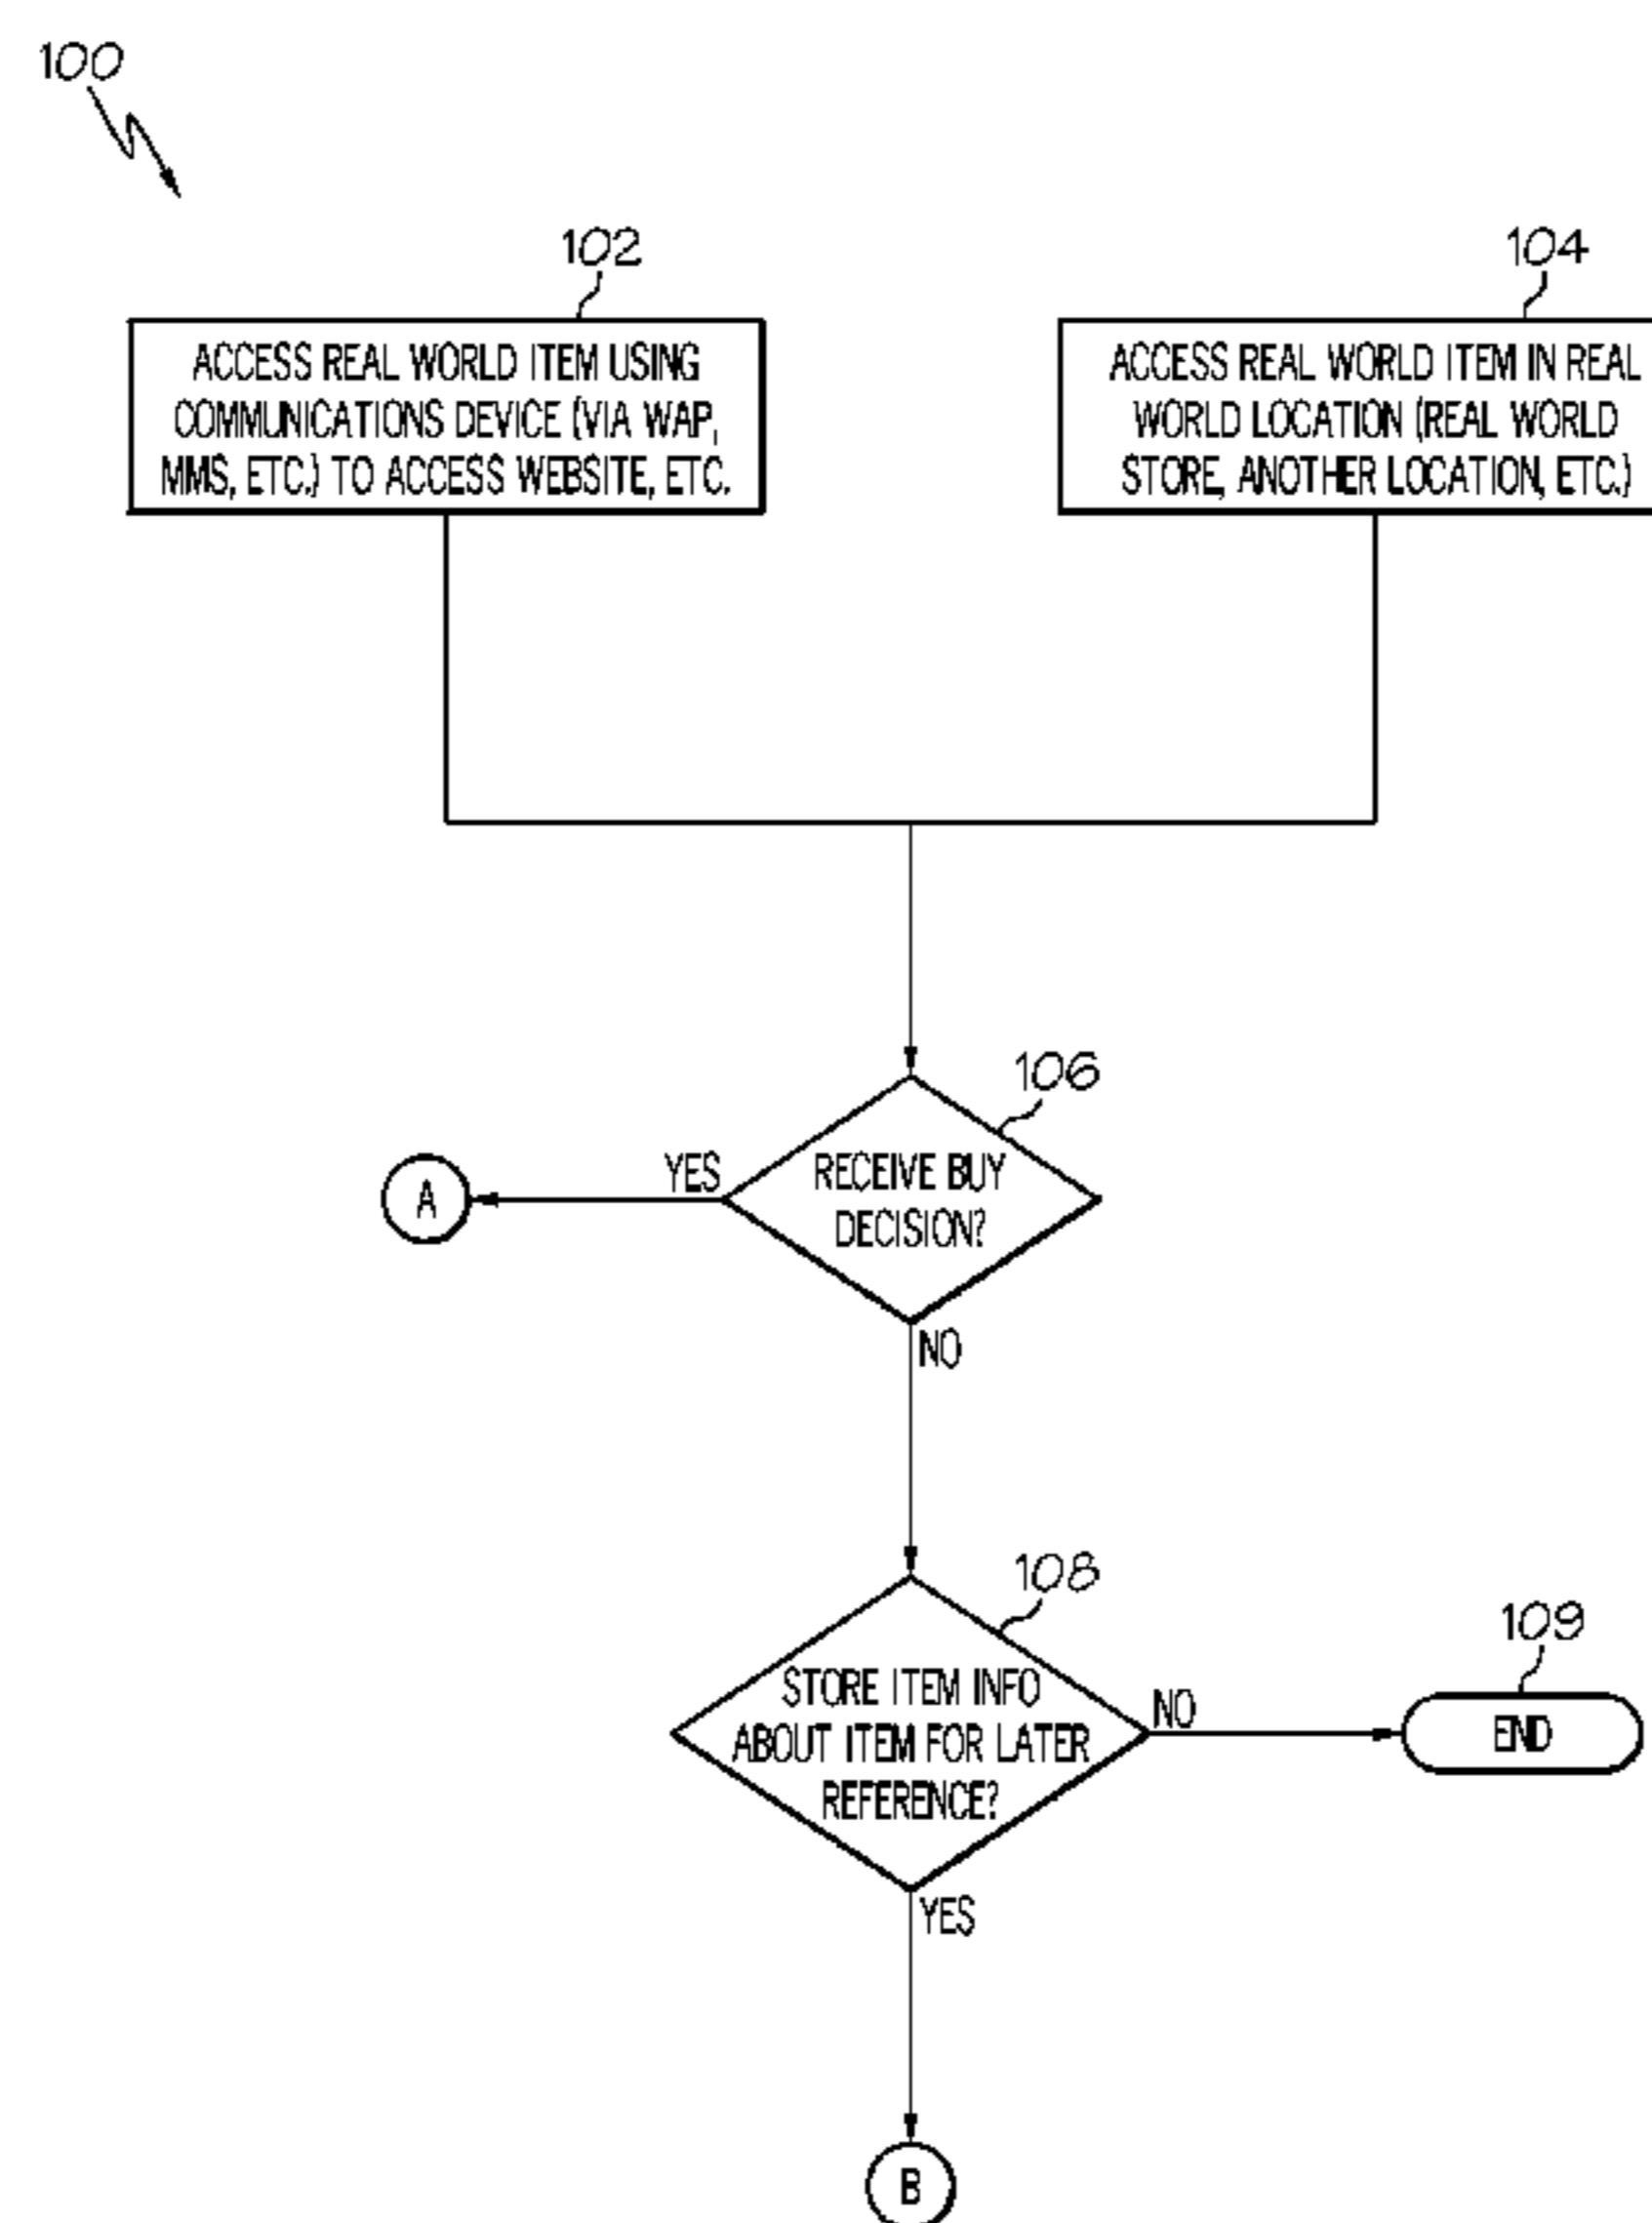 100
102
ACCESS REAL WORLD ITEM USING
COMMUNICATIONS DEVICE (VIA WAP,
MMS, ETC.) TO ACCESS WEBSITE, ETC.
104
ACCESS REAL WORLD ITEM IN REAL
WORLD LOCATION (REAL WORLD
STORE, ANOTHER LOCATION, ETC.)
106
RECEIVE BUY
DECISION?
YES
A
NO
108
STORE ITEM INFO
ABOUT ITEM FOR LATER
REFERENCE?
NO
109
END
YES
B